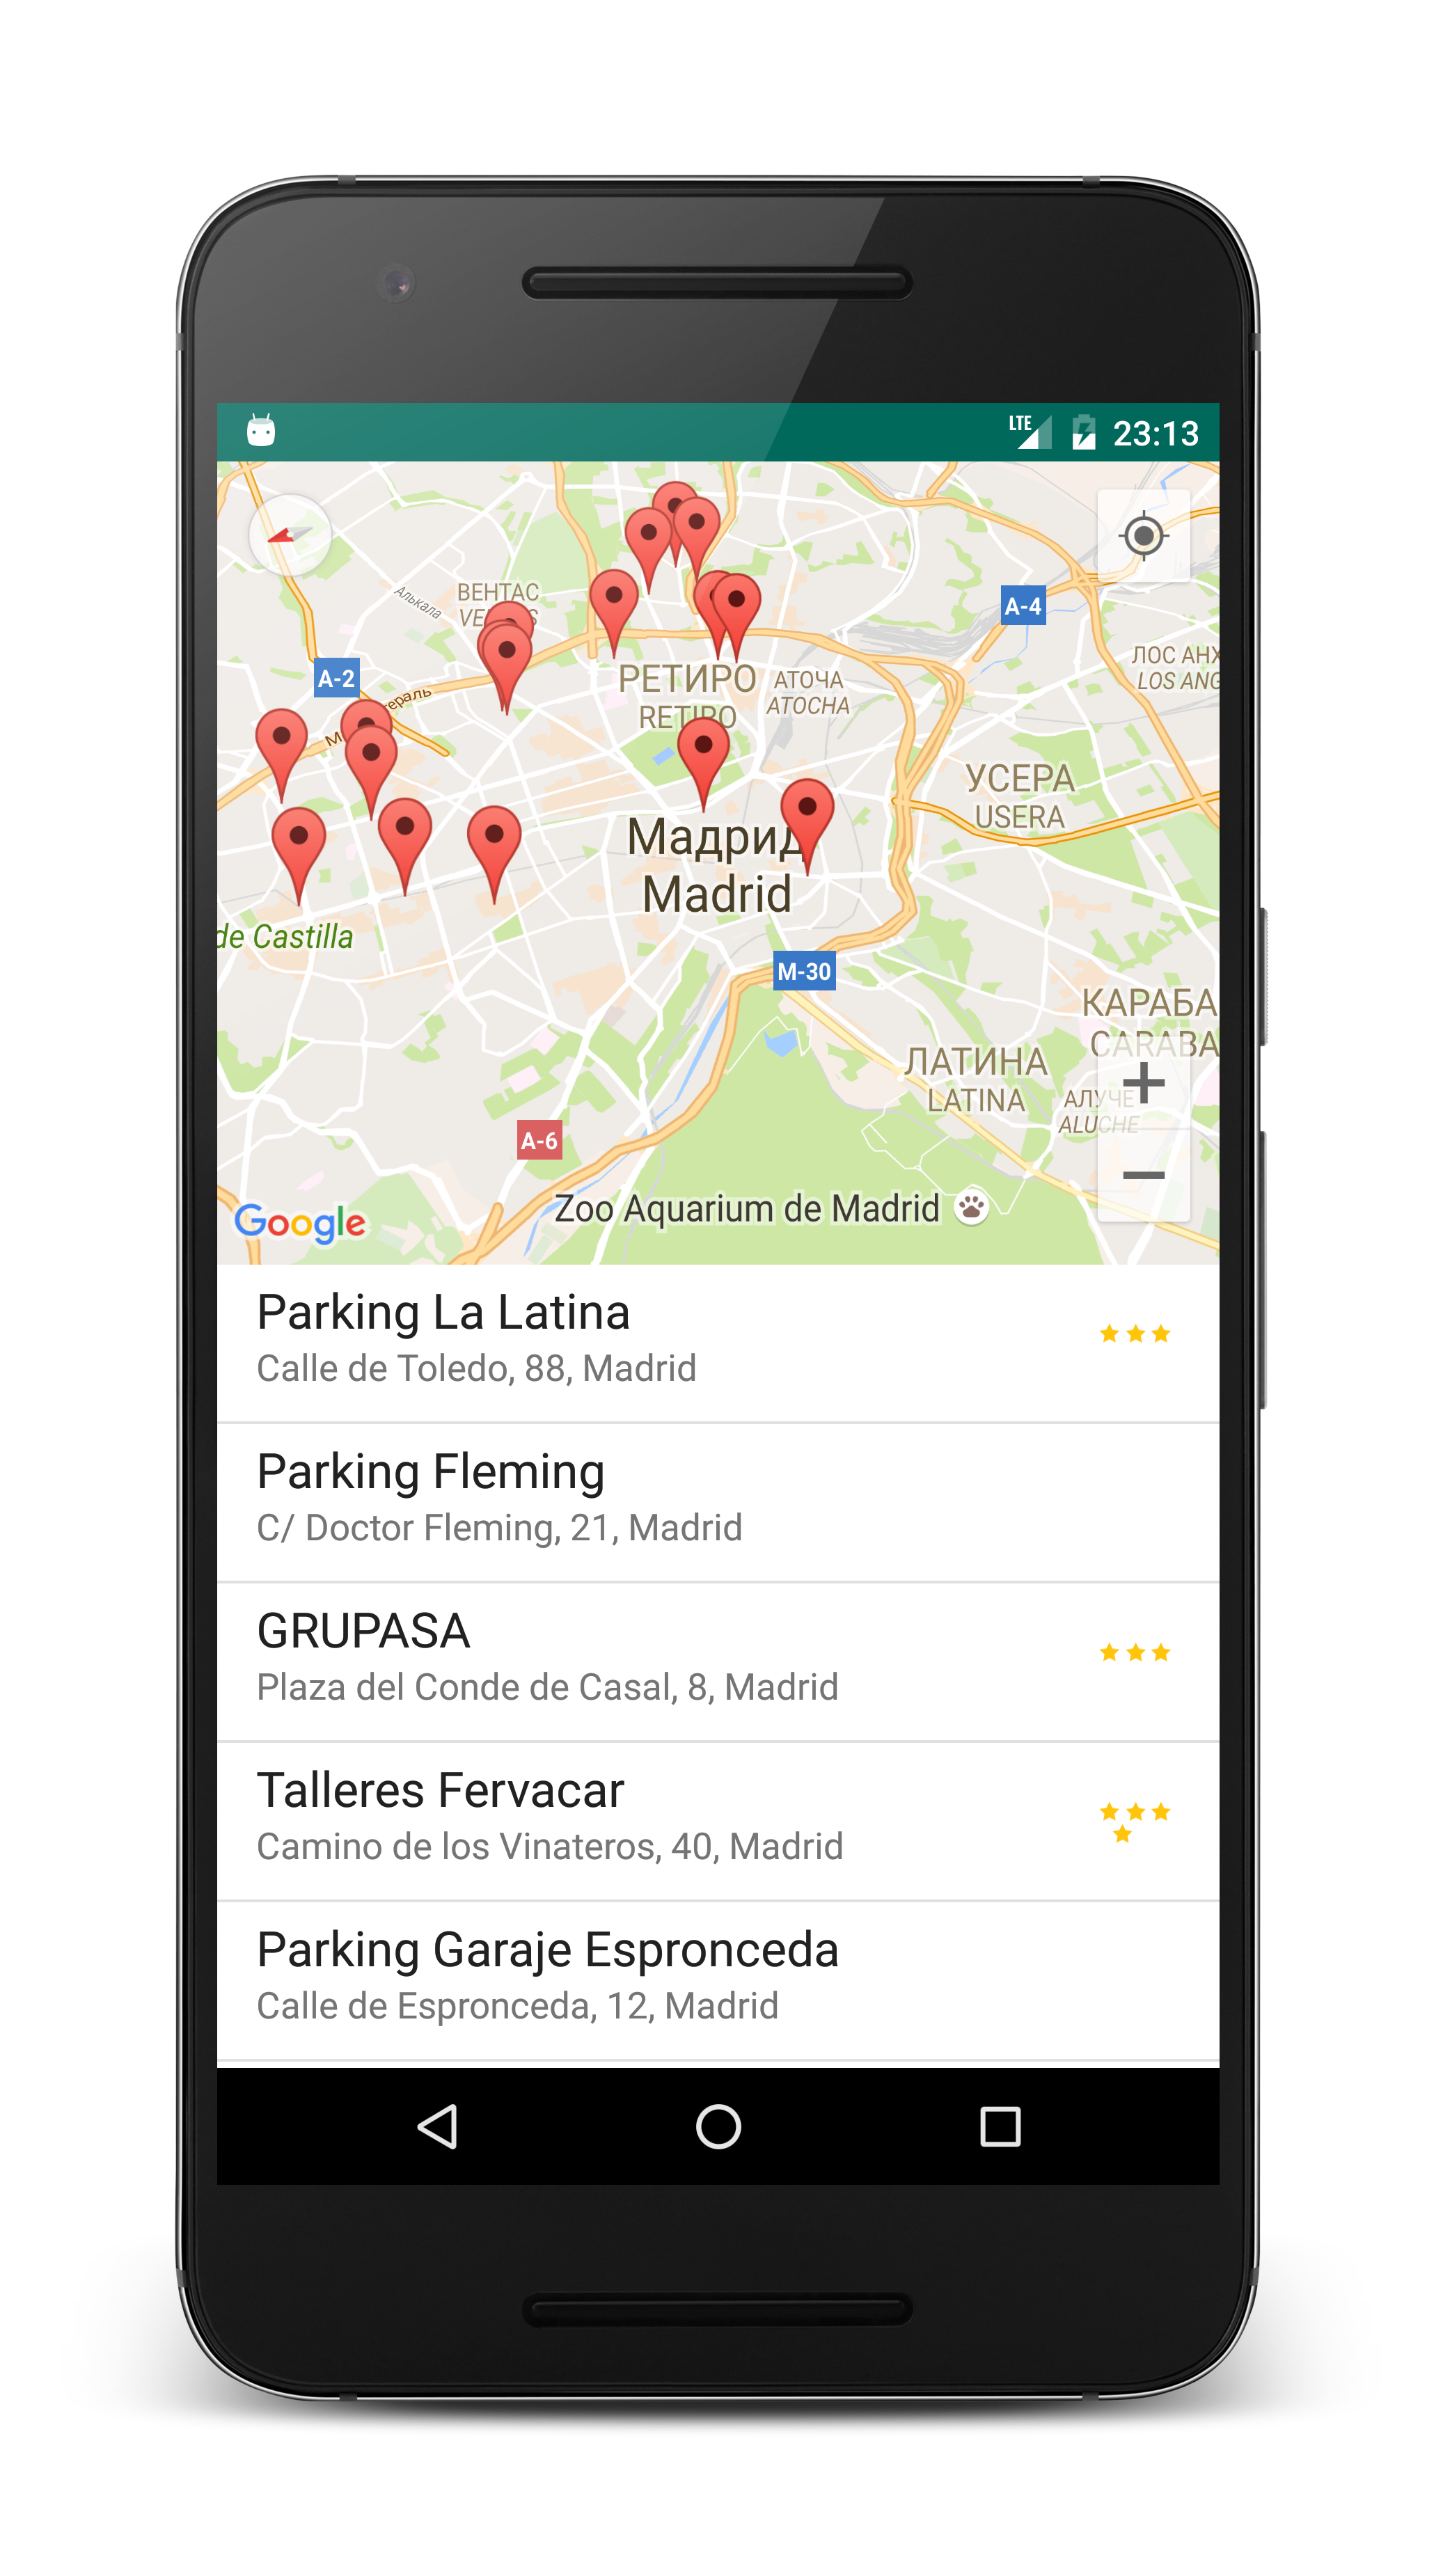 LTE 23:13
Алькала
ВЕНТАС
A-4
A-2
ЛОС АНХ
LOS ANG
РЕТИРО
RETIRO
АТОЧА
ATOCHA
УСЕРА
USERA
Мадрид
Madrid
de Castilla
M-30
КАРАБА
CARABA
ЛАТИНА
LATINA
АЛУЧЕ
ALUCHE
A-6
Zoo Aquarium de Madrid
Google
Parking La Latina
Calle de Toledo, 88, Madrid
Parking Fleming
C/ Doctor Fleming, 21, Madrid
GRUPASA
Plaza del Conde de Casal, 8, Madrid
Talleres Fervacar
Camino de los Vinateros, 40, Madrid
Parking Garaje Espronceda
Calle de Espronceda, 12, Madrid